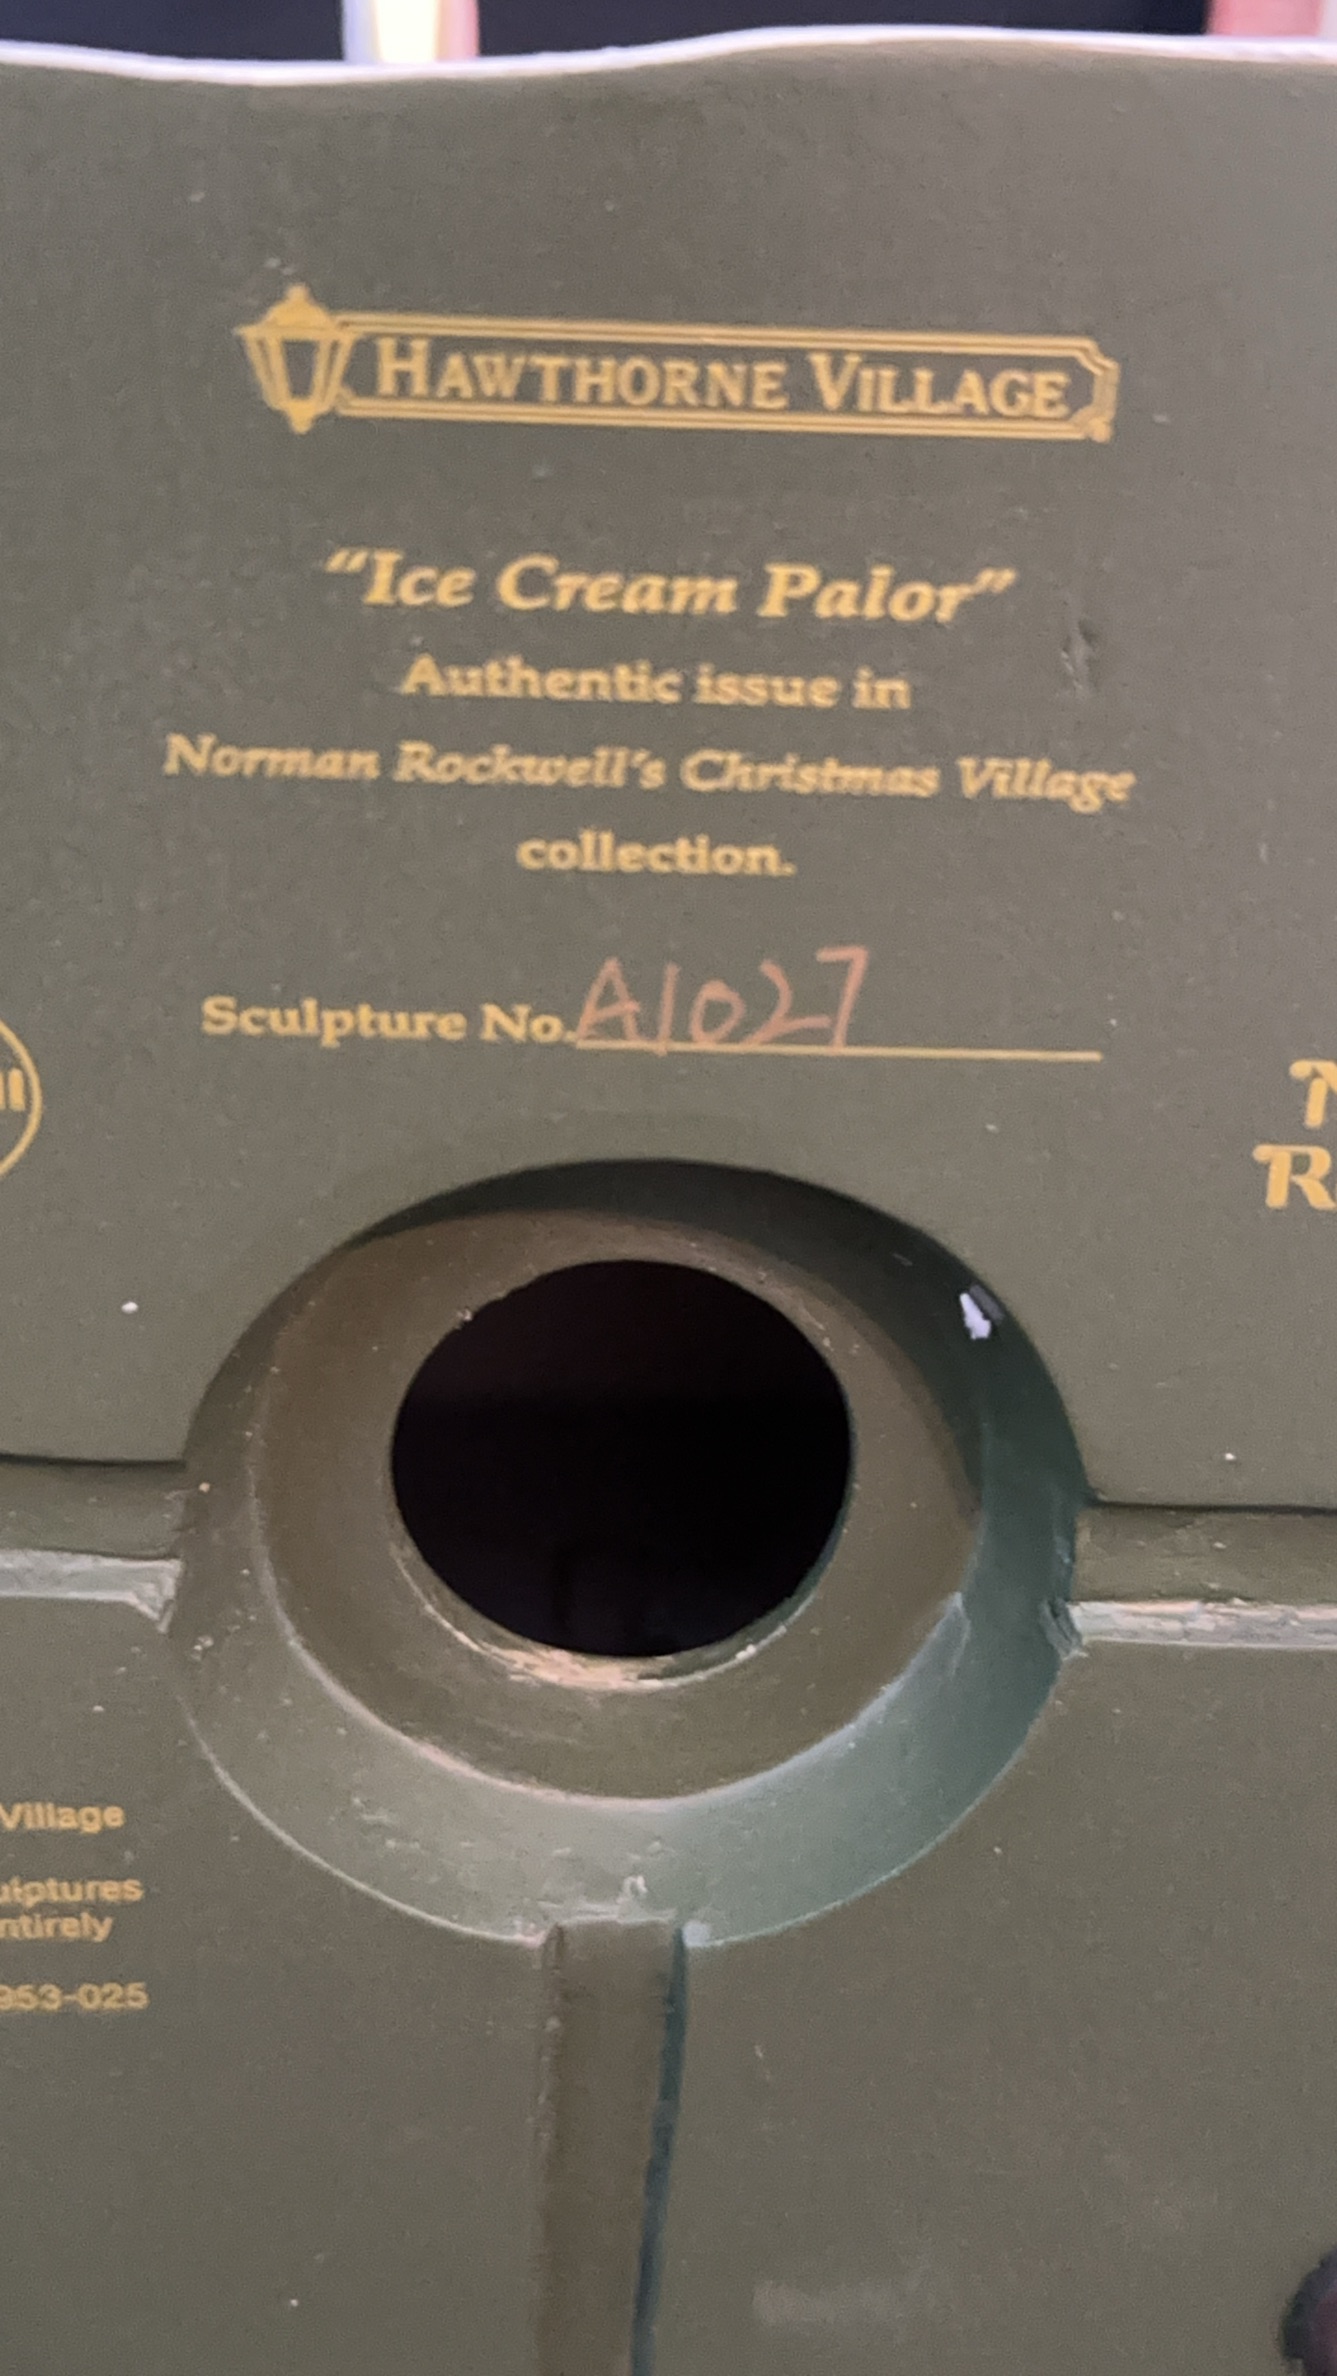 HAWTHORNE VILLAGE
"Ice Cream Palor"
Authentic issue in
Norman Rockwell's Christmas Village
collection.
Sculpture No. A1027
Village
entirely
953-025